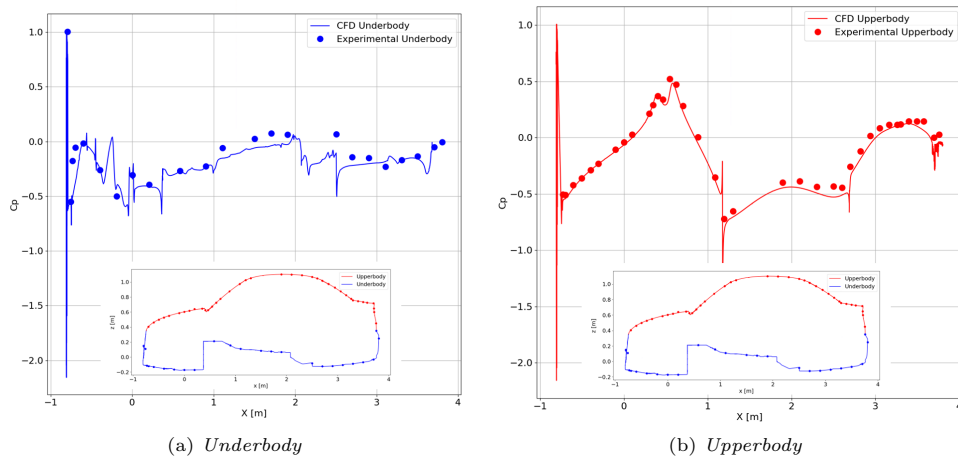 CFD Underbody
Experimental Underbody
1.0
0.5
0.0
−0.5
−1.0
−1.5
−2.0
Cp
−1
0
1
2
3
4
X [m]
Upperbody
Underbody
1.0
0.8
0.6
0.4
0.2
0.0
−0.2
z [m]
−1
0
1
2
3
4
x [m]
(a) Underbody
CFD Upperbody
Experimental Upperbody
1.0
0.5
0.0
−0.5
−1.0
−1.5
−2.0
Cp
−1
0
1
2
3
4
X [m]
Upperbody
Underbody
1.0
0.8
0.6
0.4
0.2
0.0
−0.2
z [m]
−1
0
1
2
3
4
x [m]
(b) Upperbody